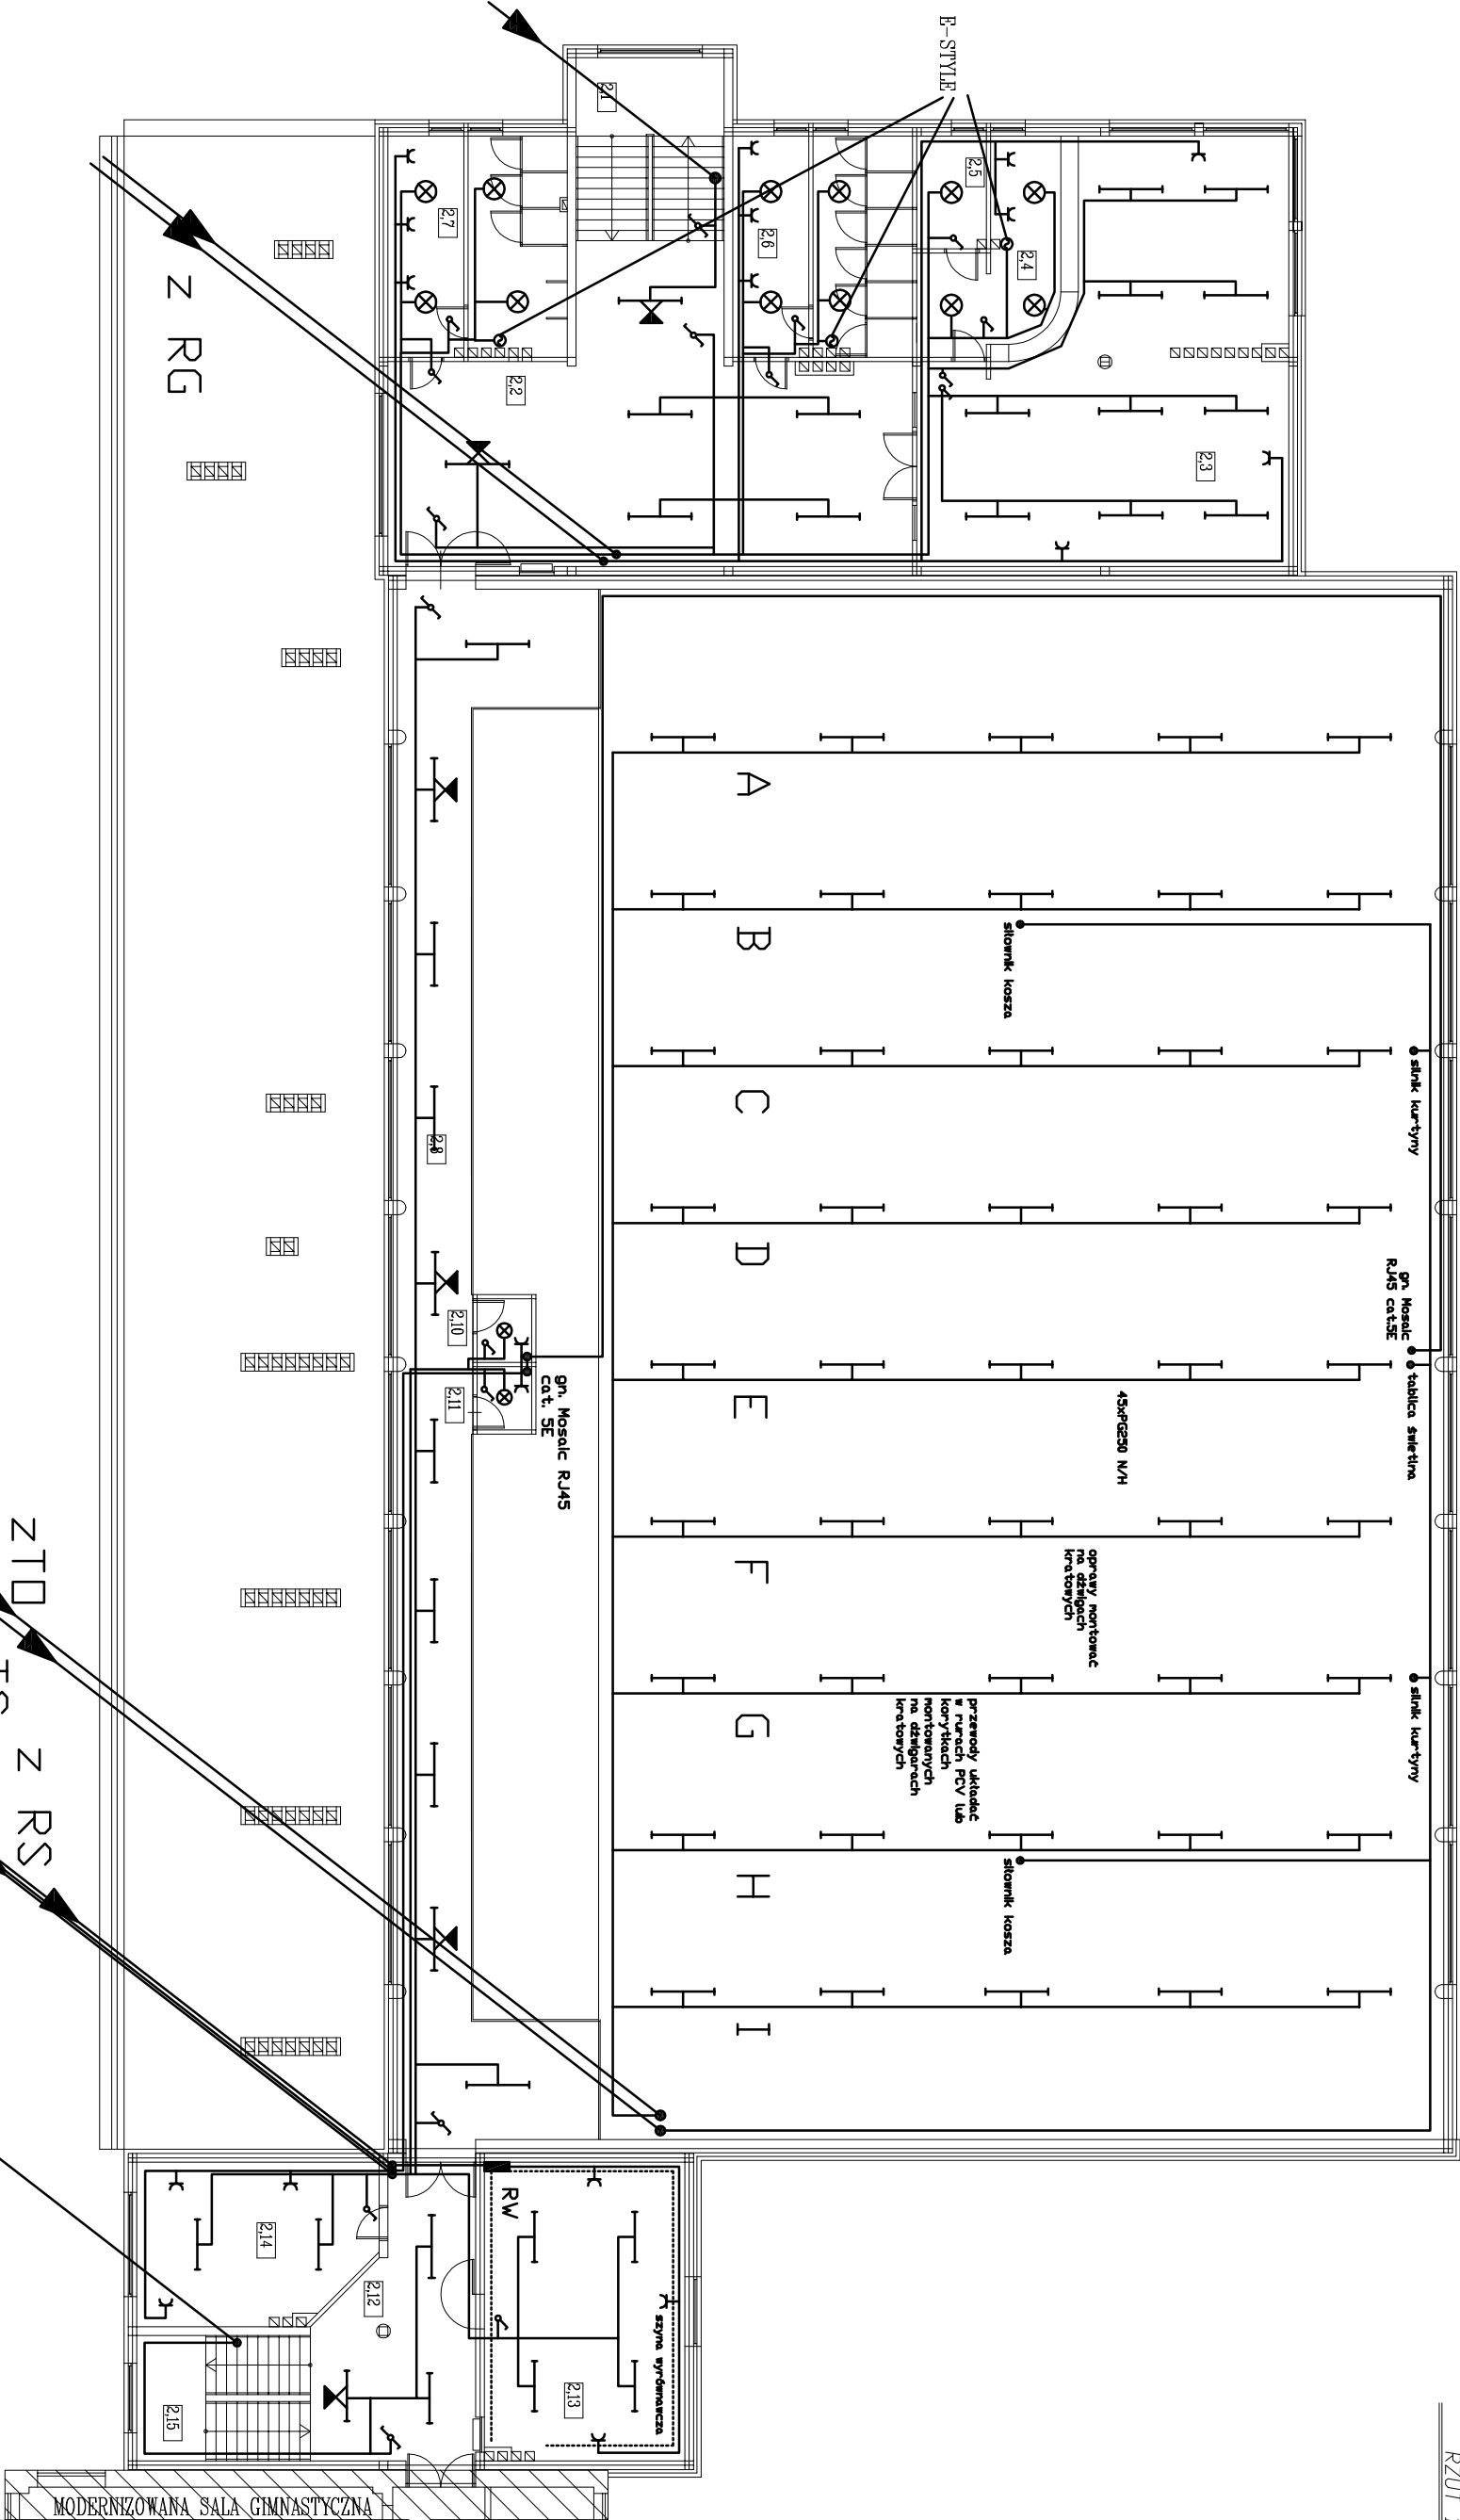 E-STYLE
2,1
2,5
2,7
2,6
2,4
2,2
2,3
Z RG
A
B
C
D
E
F
G
H
I
siłownik kosza
silnik kurtyny
2,8
gn. Mosaic
RJ45 cat.5E
tablica świetlna
2,10
2,11
gn. Mosaic RJ45
cat. 5E
45xPG250 N/H
oprawy montować
na dźwigach
kratowych
silnik kurtyny
przewody układać
w rurach PCV lub
korytkach
montowanych
na dźwigarach
kratowych
siłownik kosza
ZTO
Z RS
RW
2,14
2,12
szyna wyrównawcza
2,13
2,15
MODERNIZOWANA SALA GIMNASTYCZNA